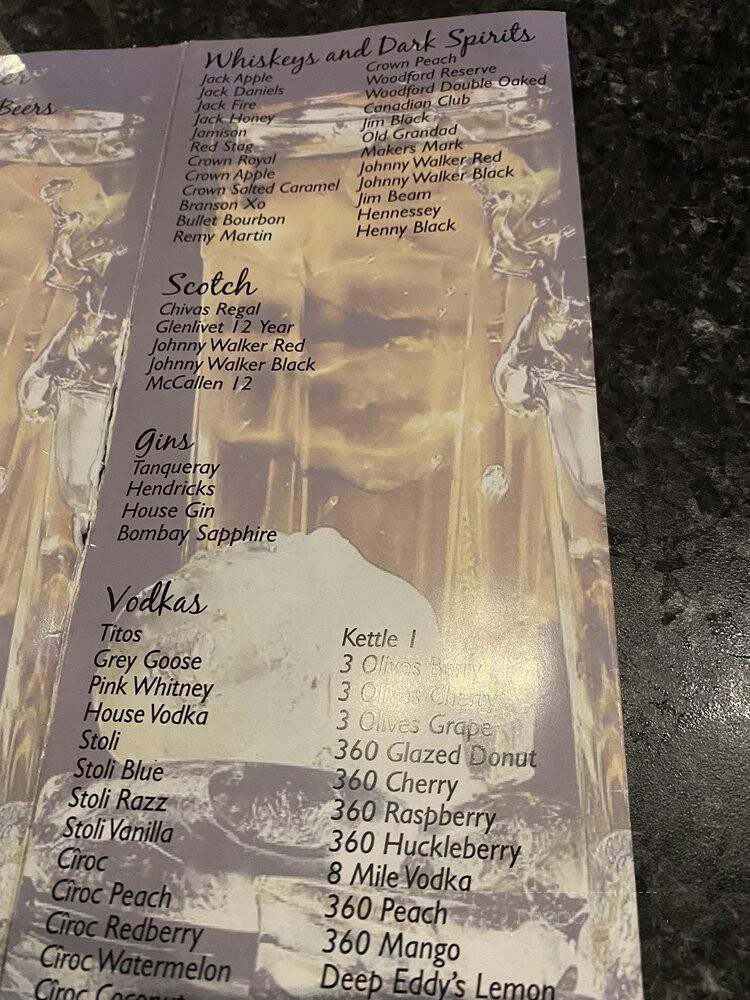 Beers
Whiskeys and Dark Spirits
Jack Apple
Jack Daniels
Jack Fire
Jack Honey
Jamison
Red Stag
Crown Royal
Crown Apple
Crown Salted Caramel
Branson Xo
Bullet Bourbon
Remy Martin
Crown Peach
Woodford Reserve
Woodford Double Oaked
Canadian Club
Jim Black
Old Grandad
Makers Mark
Johnny Walker Red
Johnny Walker Black
Jim Beam
Hennessey
Henny Black
Scotch
Chivas Regal
Glenlivet 12 Year
Johnny Walker Red
Johnny Walker Black
McCallen 12
Gins
Tanqueray
Hendricks
House Gin
Bombay Sapphire
Vodkas
Titos
Grey Goose
Pink Whitney
House Vodka
Stoli
Stoli Blue
Stoli Razz
Stoli Vanilla
Cîroc
Cîroc Peach
Cîroc Redberry
Cîroc Watermelon
Cîroc Coconut
Kettle 1
3 Olives Berry
3 Olives Cherry
3 Olives Grape
360 Glazed Donut
360 Cherry
360 Raspberry
360 Huckleberry
8 Mile Vodka
360 Peach
360 Mango
Deep Eddy's Lemon